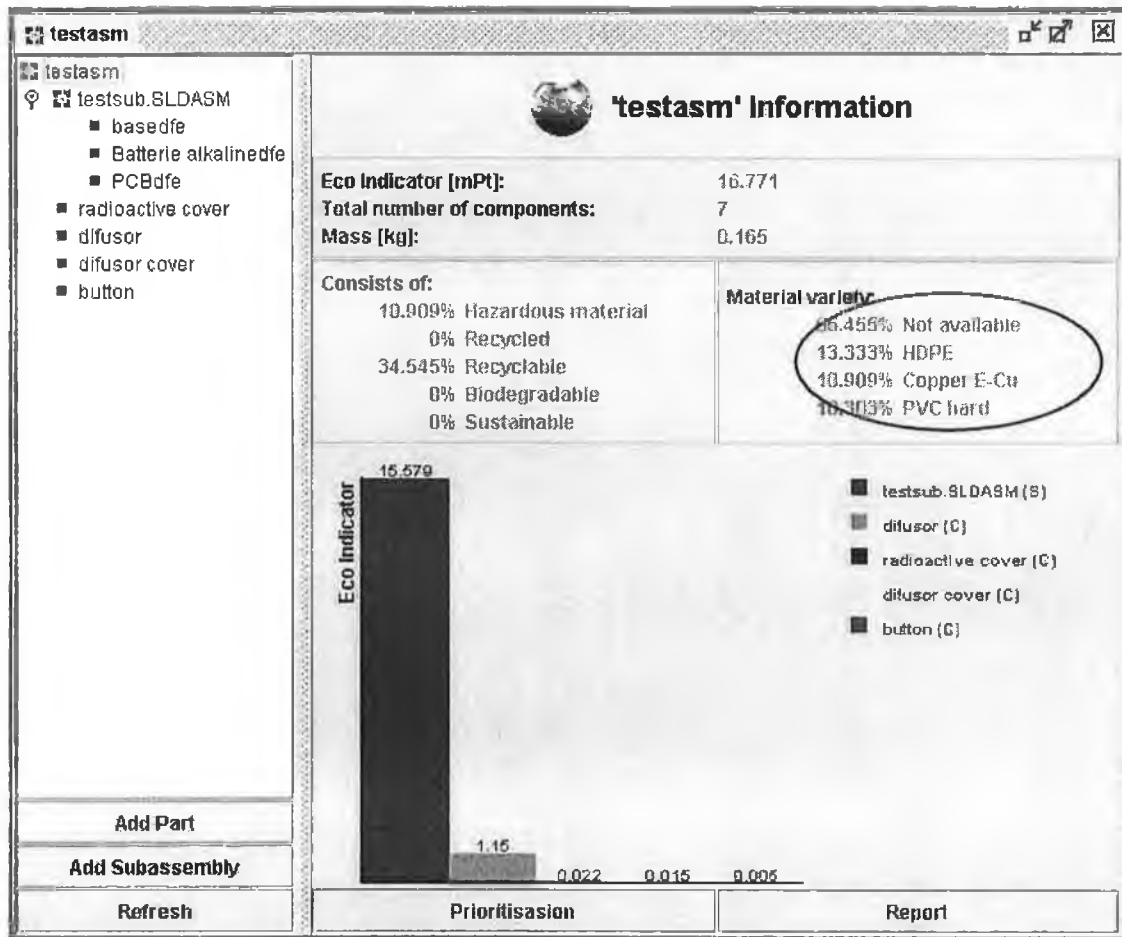 testasm
testasm
testsub.SLDASM
basedfe
Batterie alkalinedfe
PCBdfe
radioactive cover
difusor
difusor cover
button
Add Part
Add Subassembly
Refresh
'testasm' Information
Eco Indicator [mPt]: 16.771
Total number of components: 7
Mass [kg]: 0.165
Consists of:
10.909% Hazardous material
0% Recycled
34.545% Recyclable
0% Biodegradable
0% Sustainable
Material variety:
65.455% Not available
13.333% HDPE
10.909% Copper E-Cu
10.303% PVC hard
Eco Indicator
15.579
1.15
0.022
0.015
0.005
testsub.SLDASM (S)
difusor (C)
radioactive cover (C)
difusor cover (C)
button (C)
Prioritisasion
Report